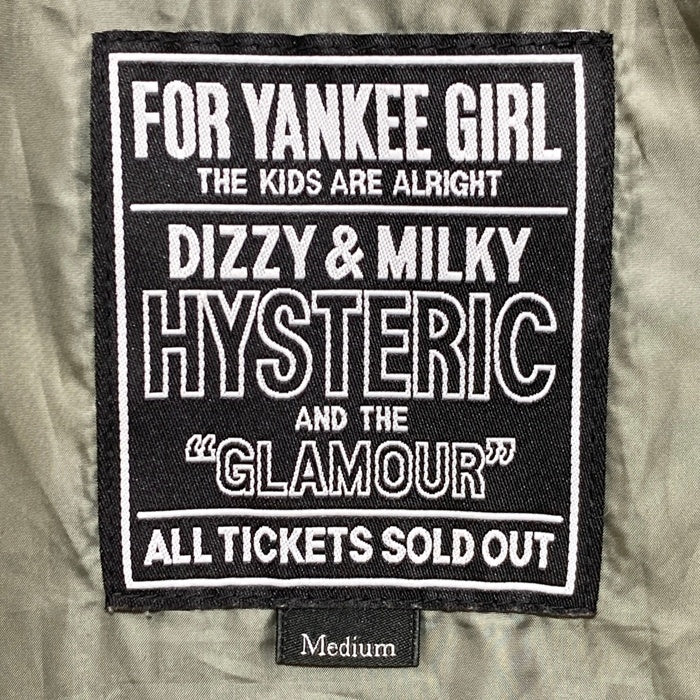 FOR YANKEE GIRL
THE KIDS ARE ALRIGHT
DIZZY & MILKY
HYSTERIC
AND THE
“GLAMOUR”
ALL TICKETS SOLD OUT
Medium